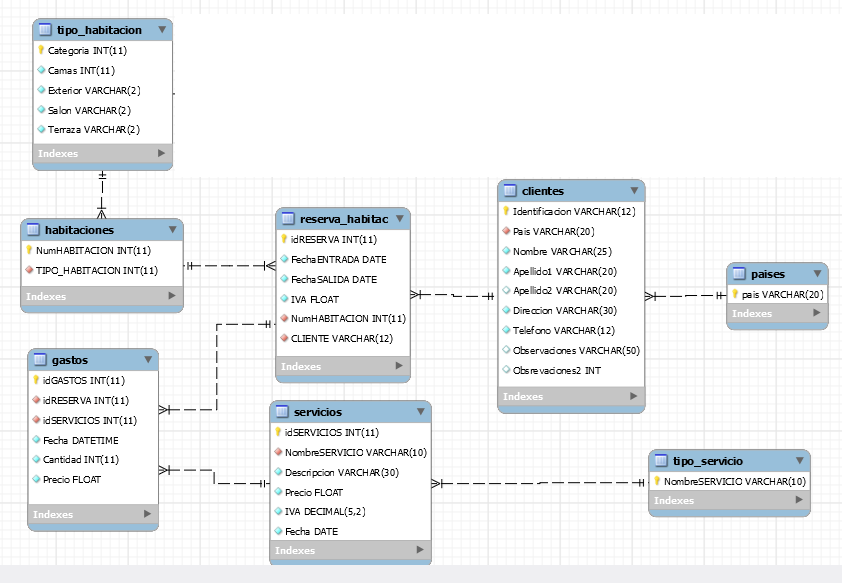 tipo_habitacion
Categoria INT(11)
Camas INT(11)
Exterior VARCHAR(2)
Salon VARCHAR(2)
Terraza VARCHAR(2)
Indexes
habitaciones
NumHABITACION INT(11)
TIPO_HABITACION INT(11)
Indexes
reserva_habitac
idRESERVA INT(11)
FechaENTRADA DATE
FechaSALIDA DATE
IVA FLOAT
NumHABITACION INT(11)
CLIENTE VARCHAR(12)
Indexes
clientes
Identificacion VARCHAR(12)
Pais VARCHAR(20)
Nombre VARCHAR(25)
Apellido1 VARCHAR(20)
Apellido2 VARCHAR(20)
Direccion VARCHAR(30)
Telefono VARCHAR(12)
Observaciones VARCHAR(50)
Obsrevaciones2 INT
Indexes
paises
pais VARCHAR(20)
Indexes
gastos
idGASTOS INT(11)
idRESERVA INT(11)
idSERVICIOS INT(11)
Fecha DATETIME
Cantidad INT(11)
Precio FLOAT
Indexes
servicios
idSERVICIOS INT(11)
NombreSERVICIO VARCHAR(10)
Descripcion VARCHAR(30)
Precio FLOAT
IVA DECIMAL(5,2)
Fecha DATE
Indexes
tipo_servicio
NombreSERVICIO VARCHAR(10)
Indexes